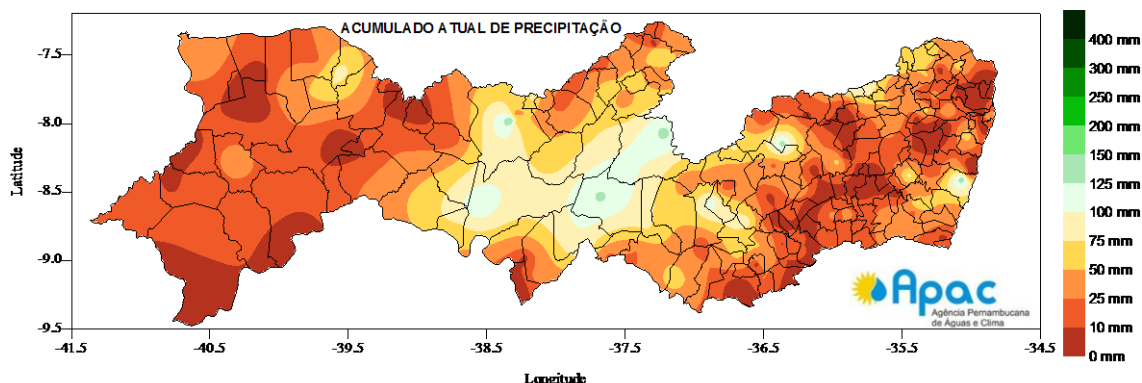 ACUMULADO ATUAL DE PRECIPITAÇÃO
Latitude
-7.5
-8.0
-8.5
-9.0
-9.5
-41.5
-40.5
-39.5
-38.5
-37.5
-36.5
-35.5
-34.5
Longitude
Apac
Agência Pernambucana
de Águas e Clima
400 mm
300 mm
250 mm
200 mm
150 mm
125 mm
100 mm
75 mm
50 mm
25 mm
10 mm
0 mm